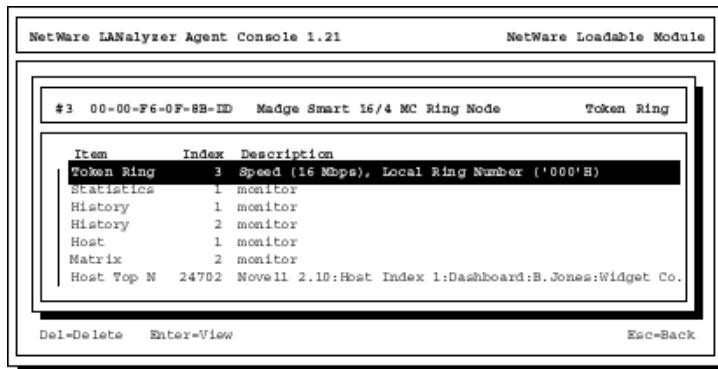 NetWare LANalyzer Agent Console 1.21 NetWare Loadable Module
#3 00-00-F6-0F-8B-DD Madge Smart 16/4 MC Ring Node Token Ring
Item Index Description
Token Ring 3 Speed (16 Mbps), Local Ring Number ('000'H)
Statistics 1 monitor
History 1 monitor
History 2 monitor
Host 1 monitor
Matrix 2 monitor
Host Top N 24702 Novell 2.10:Host Index 1:Dashboard:B.Jones:Widget Co.
Del=Delete Enter=View Esc=Back